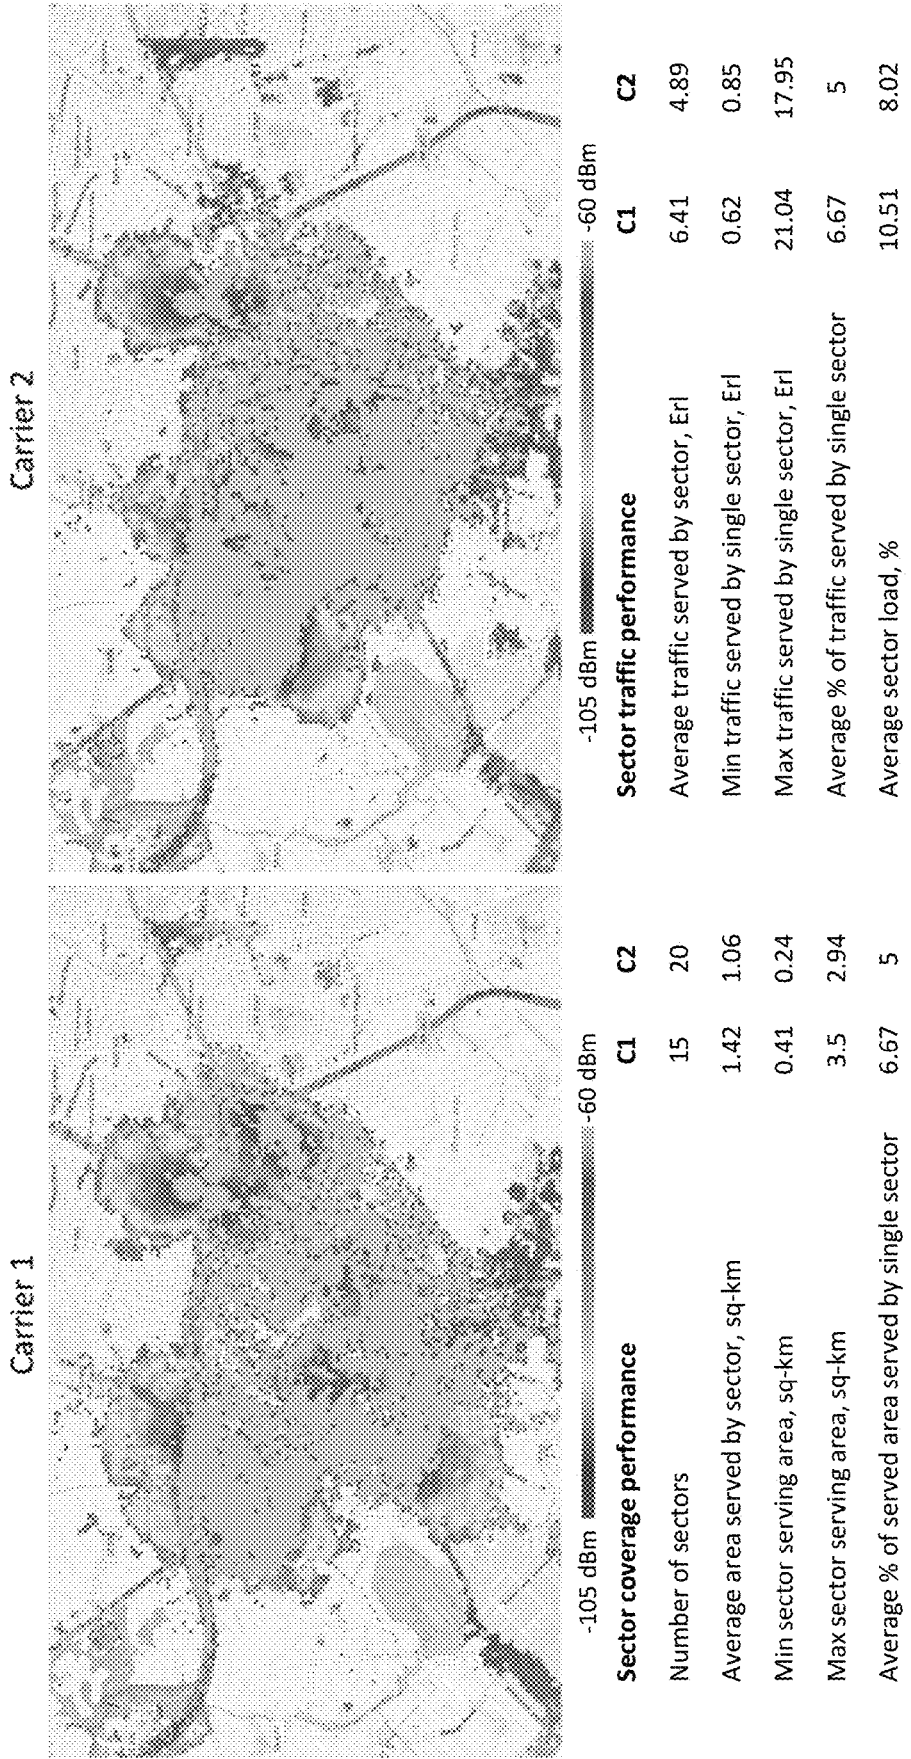 Carrier 1
Carrier 2
-105 dBm -60 dBm
-105 dBm -60 dBm
Sector coverage performance C1 C2
Number of sectors 15 20
Average area served by sector, sq-km 1.42 1.06
Min sector serving area, sq-km 0.41 0.24
Max sector serving area, sq-km 3.5 2.94
Average % of served area served by single sector 6.67 5
Sector traffic performance C1 C2
Average traffic served by sector, Erl 6.41 4.89
Min traffic served by single sector, Erl 0.62 0.85
Max traffic served by single sector, Erl 21.04 17.95
Average % of traffic served by single sector 6.67 5
Average sector load, % 10.51 8.02